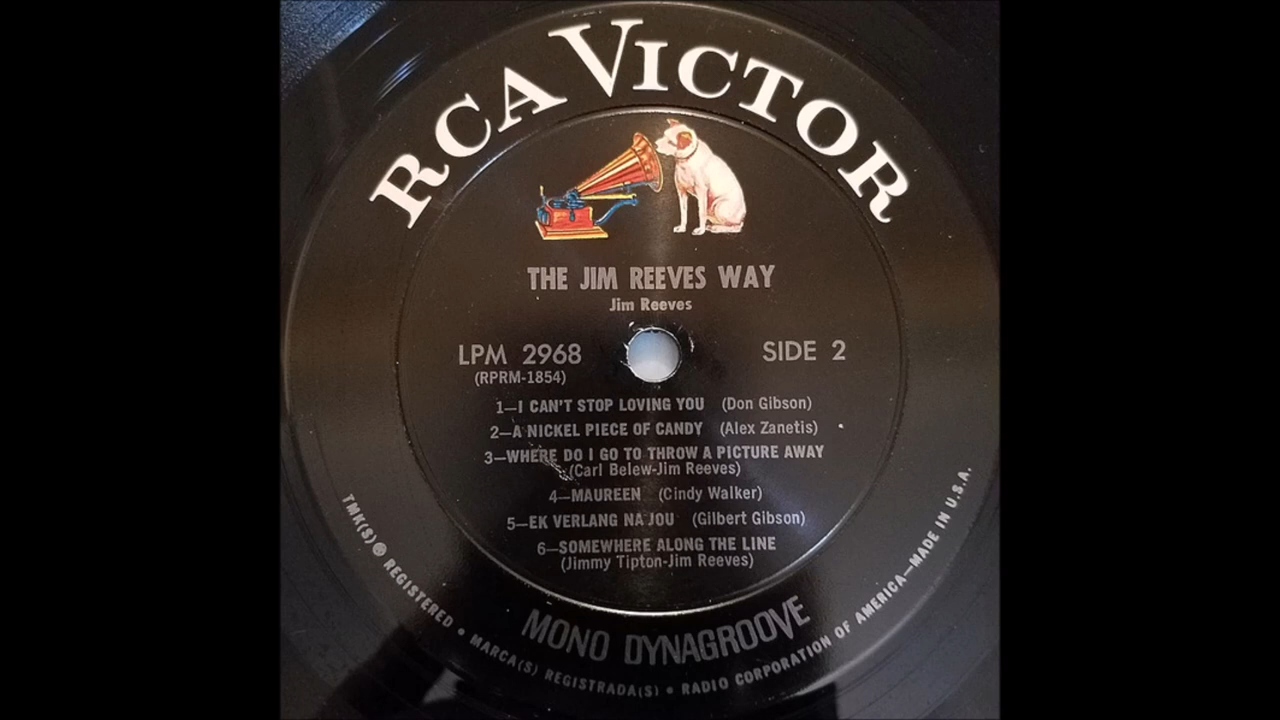 RCA VICTOR
THE JIM REEVES WAY
Jim Reeves
LPM 2968
SIDE 2
(RPRM-1854)
1—I CAN'T STOP LOVING YOU (Don Gibson)
2—A NICKEL PIECE OF CANDY (Alex Zanetis)
3—WHERE DO I GO TO THROW A PICTURE AWAY
(Carl Belew-Jim Reeves)
4—MAUREEN (Cindy Walker)
5—EK VERLANG NA JOU (Gilbert Gibson)
6—SOMEWHERE ALONG THE LINE
(Jimmy Tipton-Jim Reeves)
MONO DYNAGROOVE
TMK(S) ® REGISTERED • MARCA(S) REGISTRADA(S) • RADIO CORPORATION OF AMERICA—MADE IN U.S.A.